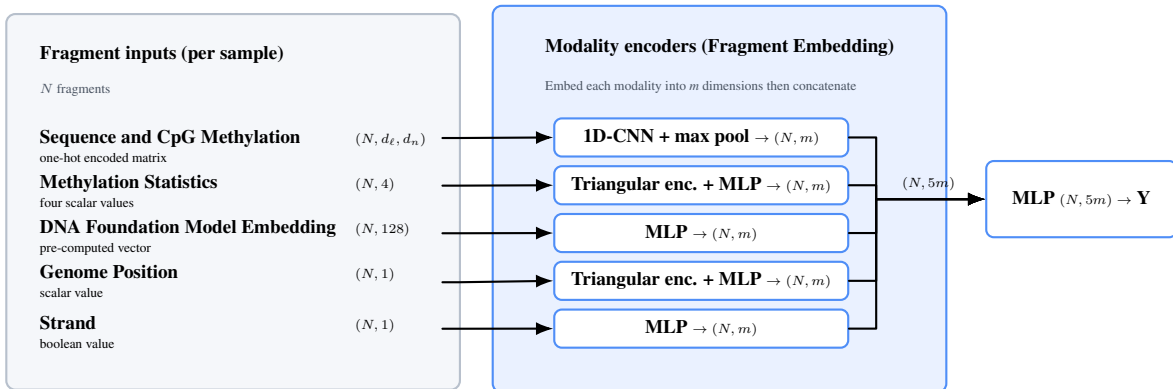 Fragment inputs (per sample)
N fragments
Sequence and CpG Methylation (N, dℓ, dn)
one-hot encoded matrix
Methylation Statistics (N, 4)
four scalar values
DNA Foundation Model Embedding (N, 128)
pre-computed vector
Genome Position (N, 1)
scalar value
Strand (N, 1)
boolean value
Modality encoders (Fragment Embedding)
Embed each modality into m dimensions then concatenate
1D-CNN + max pool → (N, m)
Triangular enc. + MLP → (N, m)
MLP → (N, m)
Triangular enc. + MLP → (N, m)
MLP → (N, m)
(N, 5m)
MLP (N, 5m) → Y